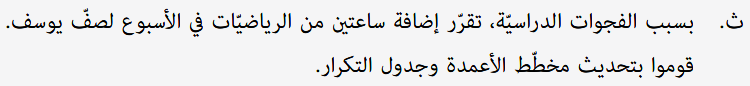 ث. بسبب الفجوات الدراسيّة، تقرّر إضافة ساعتين من الرياضيّات في الأسبوع لصفّ يوسف.
قوموا بتحديث مخطّط الأعمدة وجدول التكرار.